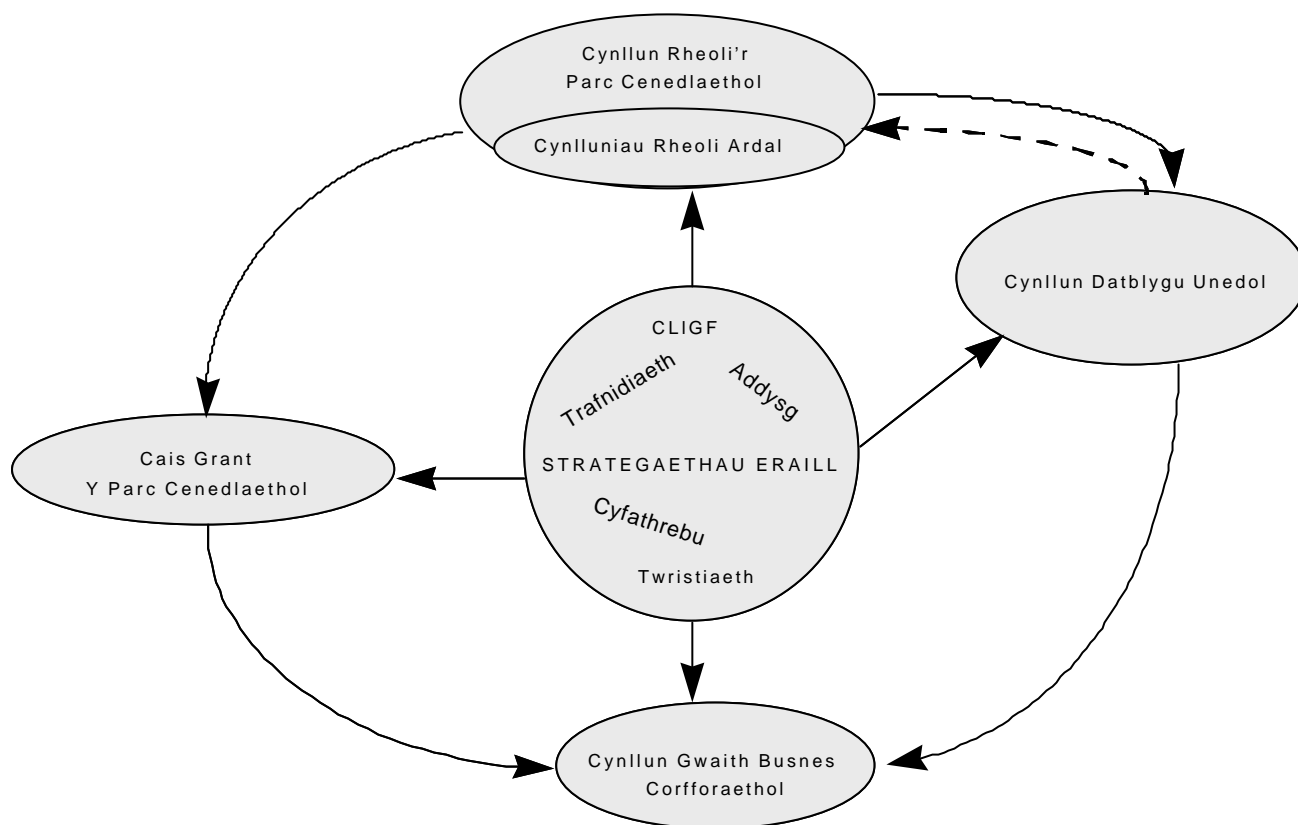 Cynllun Rheoli'r
Parc Cenedlaethol
Cynlluniau Rheoli Ardal
Cynllun Datblygu Unedol
CLIGF
Trafnidiaeth
Addysg
STRATEGAETHAU ERAILL
Cyfathrebu
Twristiaeth
Cais Grant
Y Parc Cenedlaethol
Cynllun Gwaith Busnes
Corfforaethol